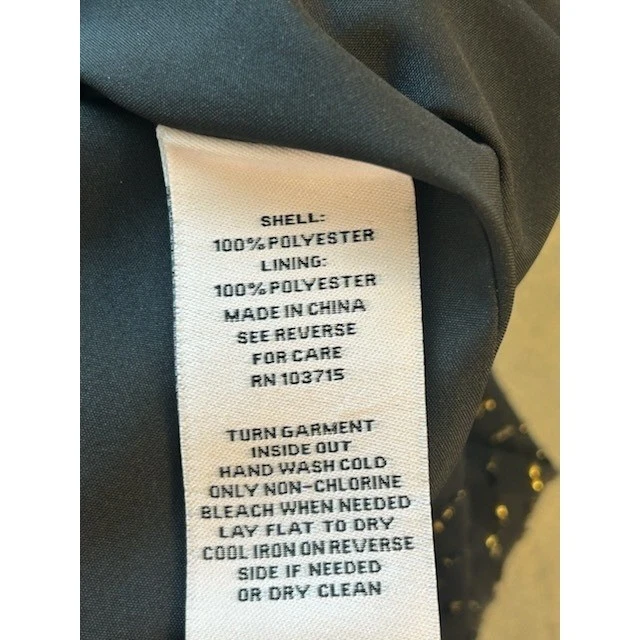 SHELL:
100% POLYESTER
LINING:
100% POLYESTER
MADE IN CHINA
SEE REVERSE
FOR CARE
RN 103715
TURN GARMENT
INSIDE OUT
HAND WASH COLD
ONLY NON-CHLORINE
BLEACH WHEN NEEDED
LAY FLAT TO DRY
COOL IRON ON REVERSE
SIDE IF NEEDED
OR DRY CLEAN